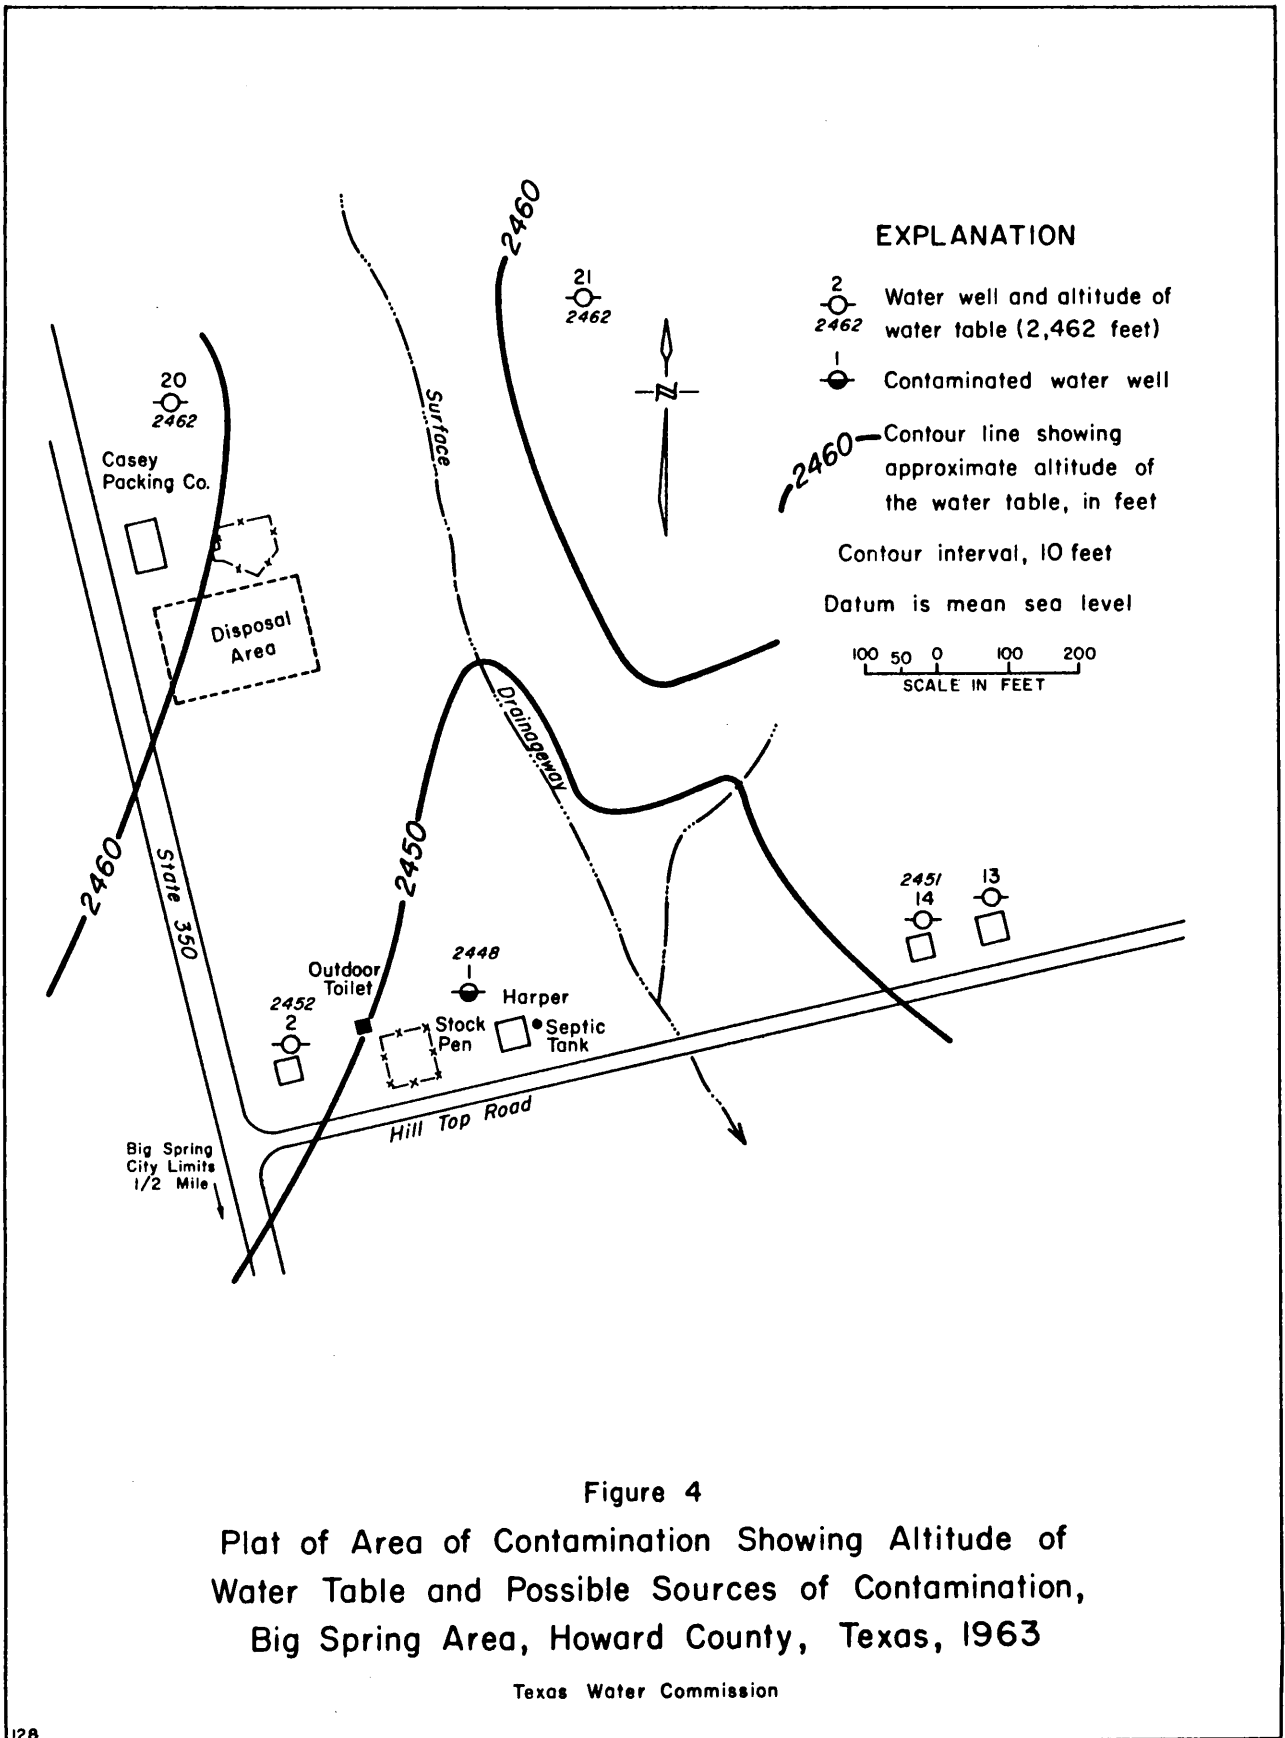 2460
21
2462
20
2462
Casey
Packing Co.
Surface
N
EXPLANATION
2
2462
Water well and altitude of
water table (2,462 feet)
1
Contaminated water well
2460
Contour line showing
approximate altitude of
the water table, in feet
Contour interval, 10 feet
Datum is mean sea level
100 50 0 100 200
SCALE IN FEET
Disposal
Area
Drainageway
2460
State 350
2450
2451
14
13
Outdoor
Toilet
2448
1
Harper
2452
2
Stock
Pen
Septic
Tank
Hill Top Road
Big Spring
City Limits
1/2 Mile
Figure 4
Plat of Area of Contamination Showing Altitude of
Water Table and Possible Sources of Contamination,
Big Spring Area, Howard County, Texas, 1963
Texas Water Commission
128